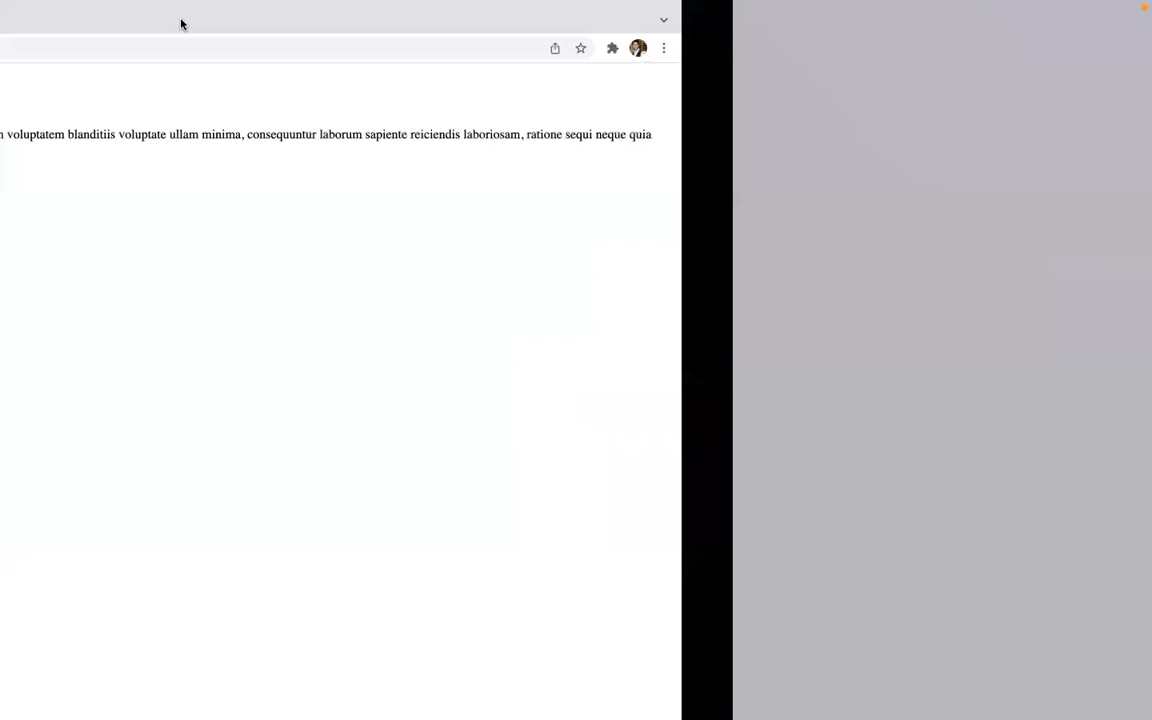 voluptatem blanditiis voluptate ullam minima, consequuntur laborum sapiente reiciendis laboriosam, ratione sequi neque quia